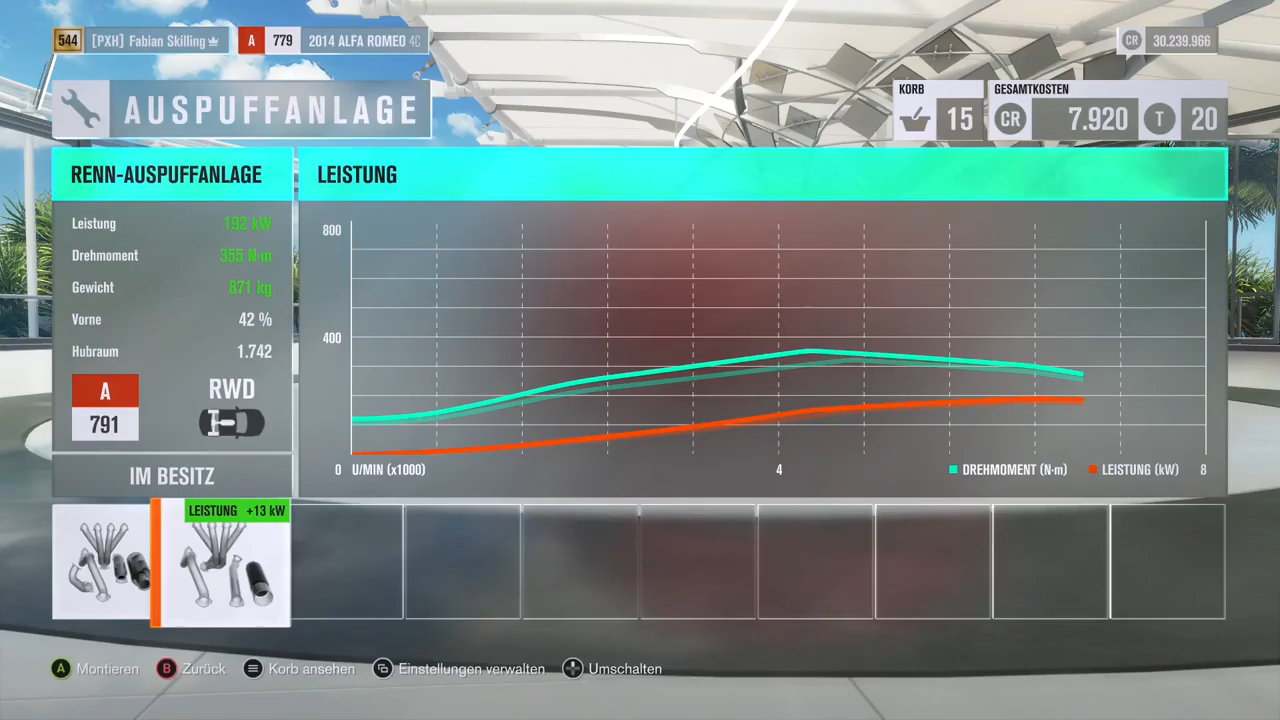 544 [PXH] Fabian Skilling A 779 2014 ALFA ROMEO 4C
CR 30.239.966
AUSPUFFANLAGE
KORB
15
GESAMTKOSTEN
CR 7.920 T 20
RENN-AUSPUFFANLAGE
Leistung 192 kW
Drehmoment 355 N·m
Gewicht 871 kg
Vorne 42 %
Hubraum 1.742
A
791
RWD
IM BESITZ
LEISTUNG
800
400
0 U/MIN (x1000) 4 8
DREHMOMENT (N·m) LEISTUNG (kW)
LEISTUNG +13 kW
A Montieren B Zurück Korb ansehen Einstellungen verwalten Umschalten